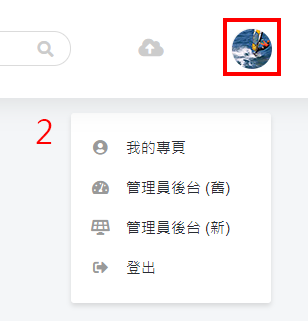 2
我的專頁
管理員後台 (舊)
管理員後台 (新)
登出